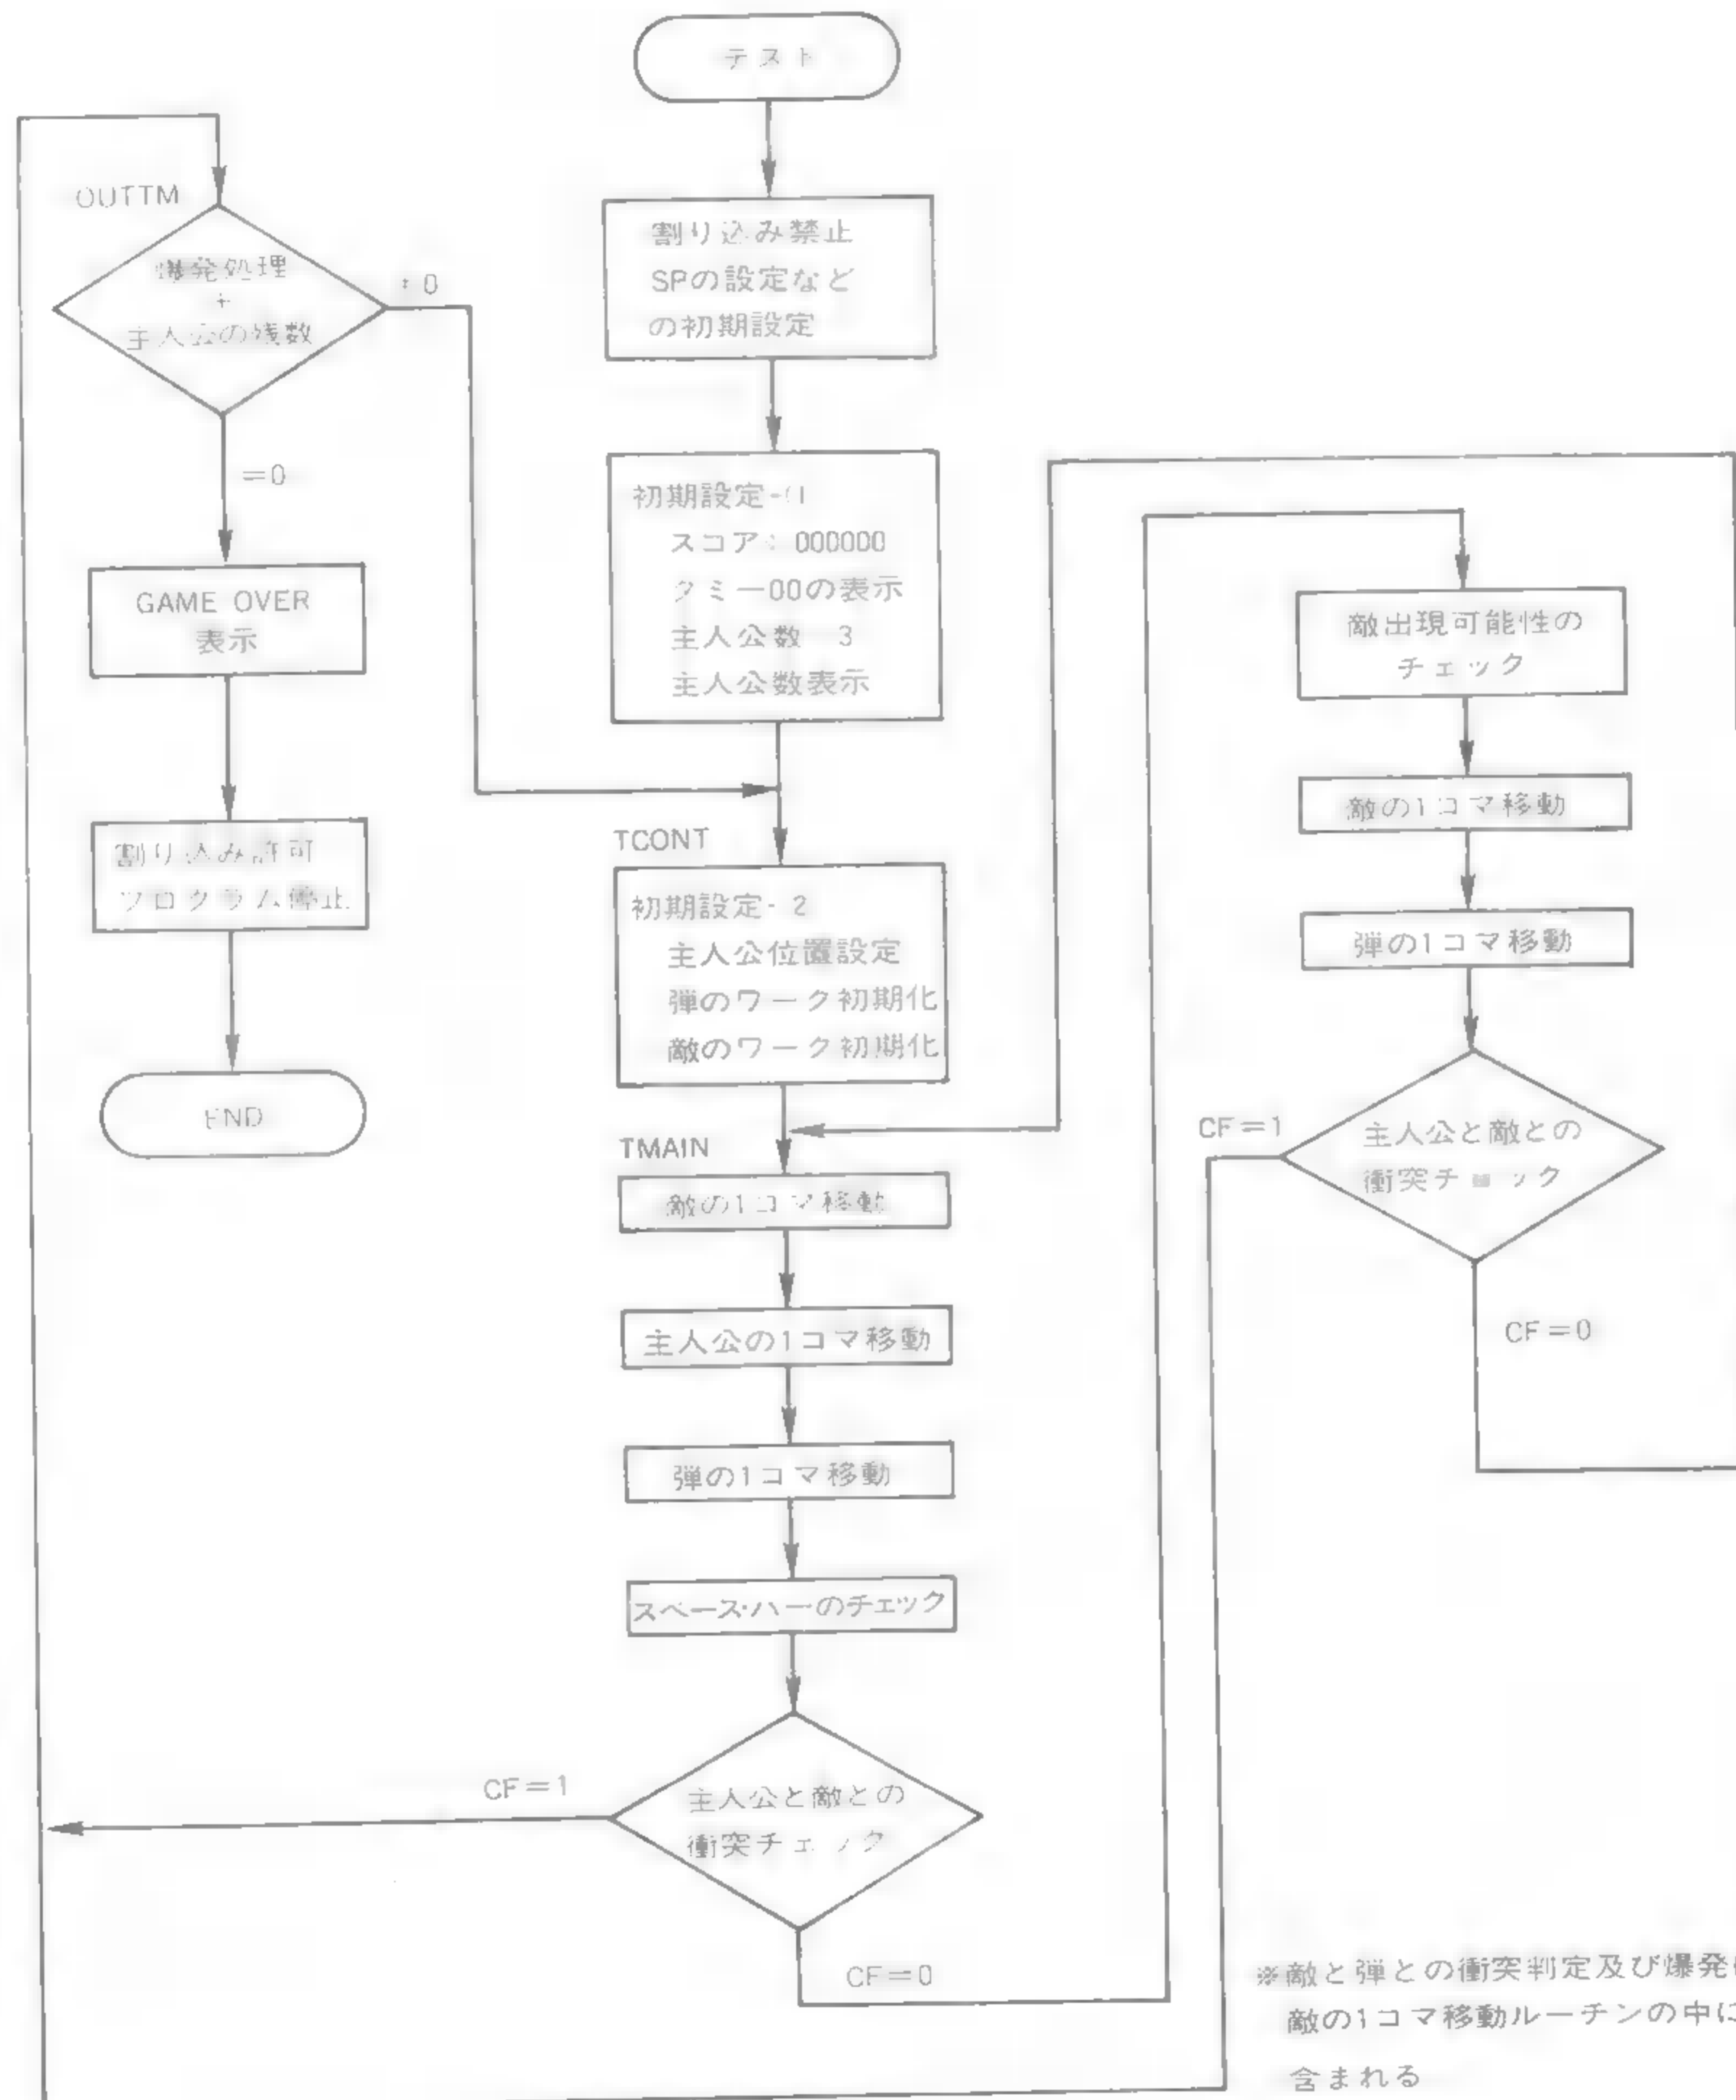 テスト
割り込み禁止
SPの設定など
の初期設定
初期設定-01
スコア: 000000
タミー00の表示
主人公数 3
主人公数表示
TCONT
初期設定-2
主人公位置設定
弾のワーク初期化
敵のワーク初期化
TMAIN
敵の1コマ移動
主人公の1コマ移動
弾の1コマ移動
スペース・バーのチェック
主人公と敵との
衝突チェック
CF=1
CF=0
OUTTM
爆発処理
+
主人公の残数
≠0
=0
GAME OVER
表示
割り込み許可
プログラム停止
END
敵出現可能性の
チェック
敵の1コマ移動
弾の1コマ移動
主人公と敵との
衝突チェック
CF=1
CF=0
※敵と弾との衝突判定及び爆発
敵の1コマ移動ルーチンの中に
含まれる